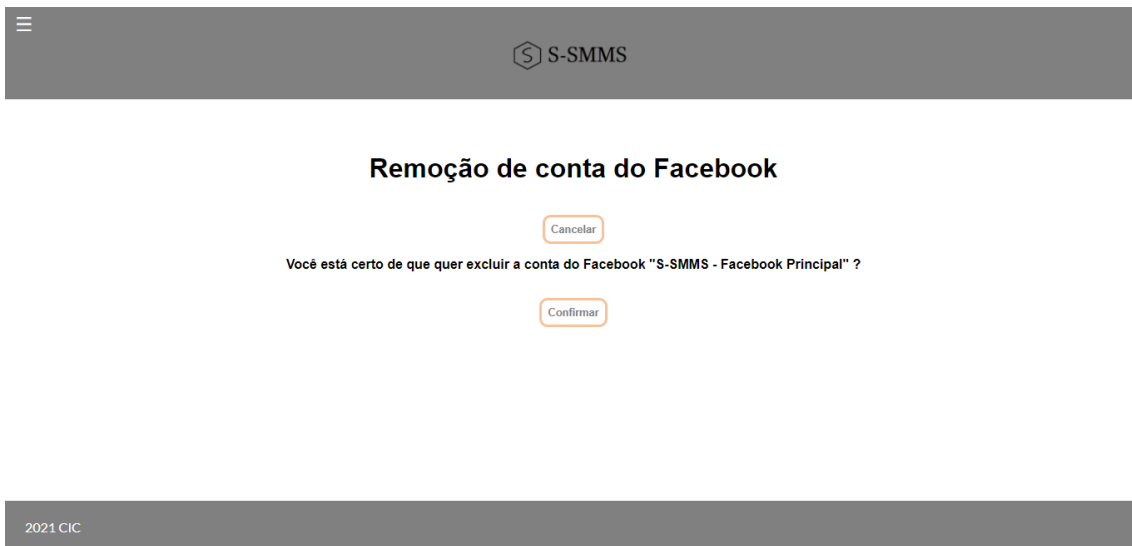 S-SMMS
Remoção de conta do Facebook
Cancelar
Você está certo de que quer excluir a conta do Facebook "S-SMMS - Facebook Principal" ?
Confirmar
2021 CIC